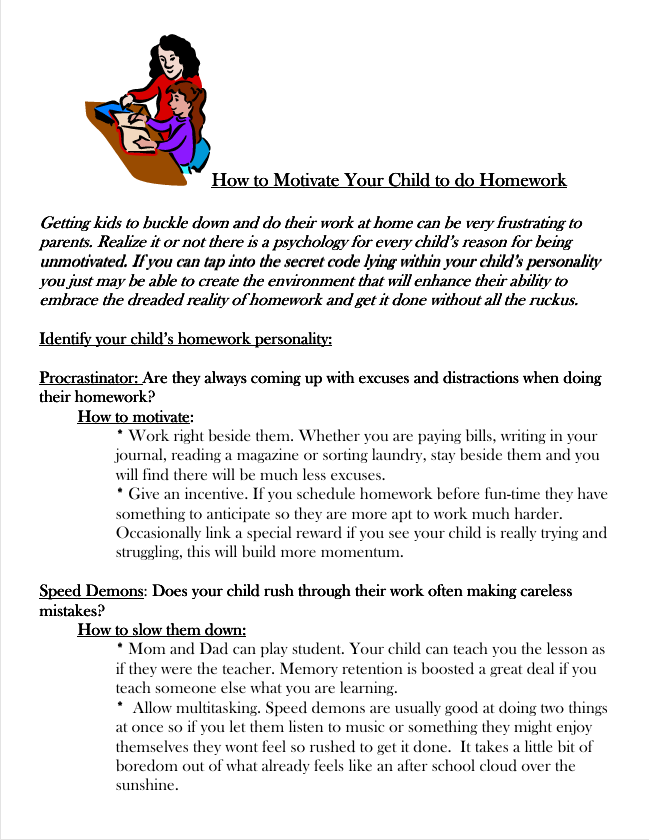 How to Motivate Your Child to do Homework
Getting kids to buckle down and do their work at home can be very frustrating to
parents. Realize it or not there is a psychology for every child's reason for being
unmotivated. If you can tap into the secret code lying within your child's personality
you just may be able to create the environment that will enhance their ability to
embrace the dreaded reality of homework and get it done without all the ruckus.
Identify your child's homework personality:
Procrastinator: Are they always coming up with excuses and distractions when doing
their homework?
How to motivate:
* Work right beside them. Whether you are paying bills, writing in your
journal, reading a magazine or sorting laundry, stay beside them and you
will find there will be much less excuses.
* Give an incentive. If you schedule homework before fun-time they have
something to anticipate so they are more apt to work much harder.
Occasionally link a special reward if you see your child is really trying and
struggling, this will build more momentum.
Speed Demons: Does your child rush through their work often making careless
mistakes?
How to slow them down:
* Mom and Dad can play student. Your child can teach you the lesson as
if they were the teacher. Memory retention is boosted a great deal if you
teach someone else what you are learning.
* Allow multitasking. Speed demons are usually good at doing two things
at once so if you let them listen to music or something they might enjoy
themselves they wont feel so rushed to get it done. It takes a little bit of
boredom out of what already feels like an after school cloud over the
sunshine.